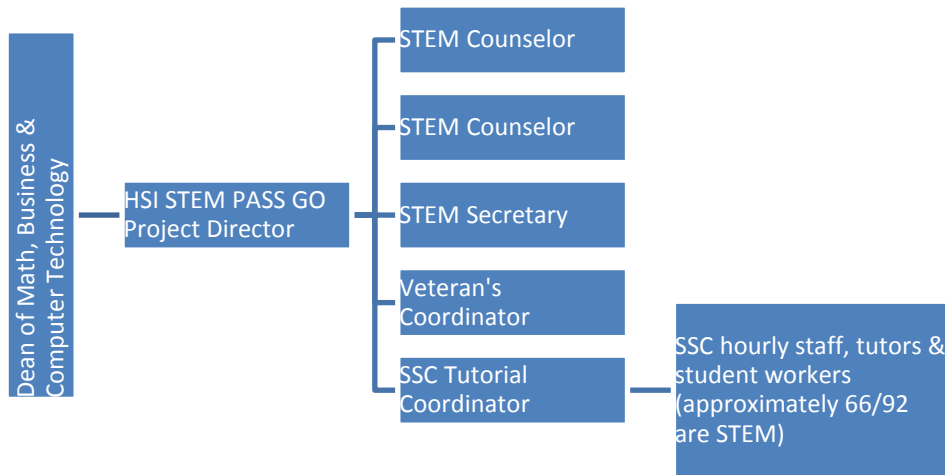 Dean of Math, Business &
Computer Technology
HSI STEM PASS GO
Project Director
STEM Counselor
STEM Counselor
STEM Secretary
Veteran's
Coordinator
SSC Tutorial
Coordinator
SSC hourly staff, tutors &
student workers
(approximately 66/92
are STEM)